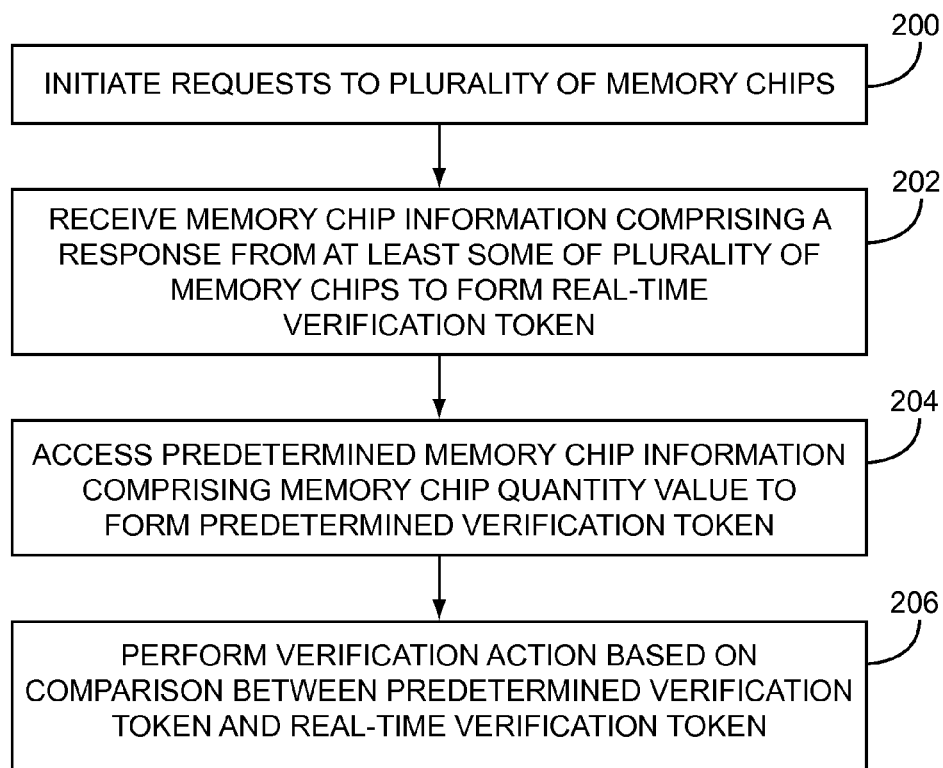 200
INITIATE REQUESTS TO PLURALITY OF MEMORY CHIPS
202
RECEIVE MEMORY CHIP INFORMATION COMPRISING A
RESPONSE FROM AT LEAST SOME OF PLURALITY OF
MEMORY CHIPS TO FORM REAL-TIME
VERIFICATION TOKEN
204
ACCESS PREDETERMINED MEMORY CHIP INFORMATION
COMPRISING MEMORY CHIP QUANTITY VALUE TO
FORM PREDETERMINED VERIFICATION TOKEN
206
PERFORM VERIFICATION ACTION BASED ON
COMPARISON BETWEEN PREDETERMINED VERIFICATION
TOKEN AND REAL-TIME VERIFICATION TOKEN